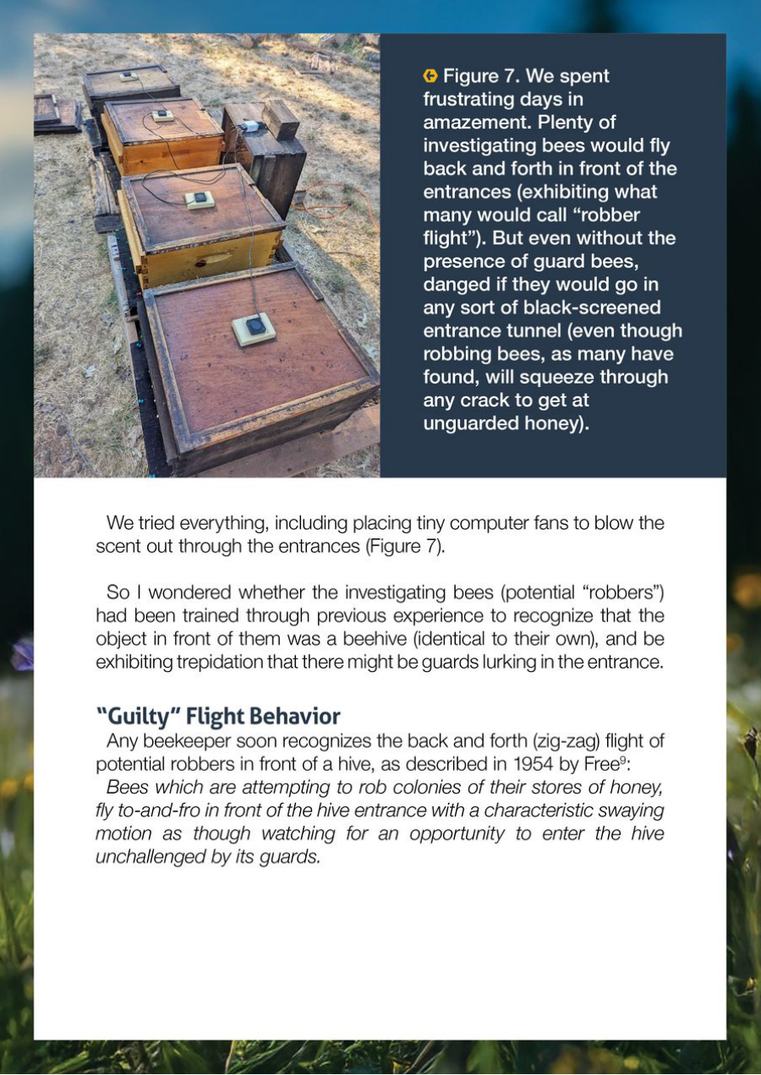 Figure 7. We spent
frustrating days in
amazement. Plenty of
investigating bees would fly
back and forth in front of the
entrances (exhibiting what
many would call “robber
flight”). But even without the
presence of guard bees,
danged if they would go in
any sort of black-screened
entrance tunnel (even though
robbing bees, as many have
found, will squeeze through
any crack to get at
unguarded honey).
We tried everything, including placing tiny computer fans to blow the
scent out through the entrances (Figure 7).
So I wondered whether the investigating bees (potential “robbers”)
had been trained through previous experience to recognize that the
object in front of them was a beehive (identical to their own), and be
exhibiting trepidation that there might be guards lurking in the entrance.
“Guilty” Flight Behavior
Any beekeeper soon recognizes the back and forth (zig-zag) flight of
potential robbers in front of a hive, as described in 1954 by Free⁹:
Bees which are attempting to rob colonies of their stores of honey,
fly to-and-fro in front of the hive entrance with a characteristic swaying
motion as though watching for an opportunity to enter the hive
unchallenged by its guards.